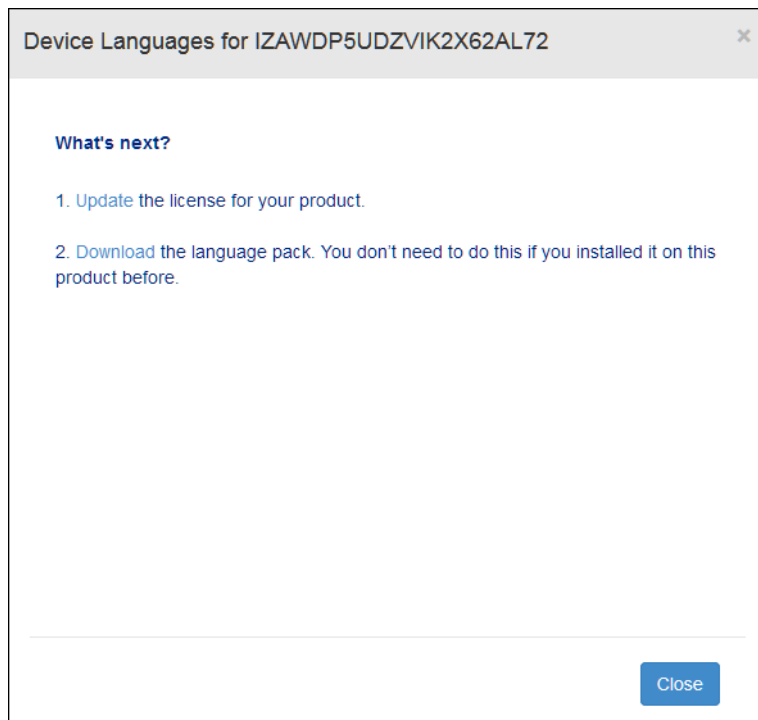 Device Languages for IZAWDP5UDZVIK2X62AL72
×
What's next?
1. Update the license for your product.
2. Download the language pack. You don't need to do this if you installed it on this
product before.
Close